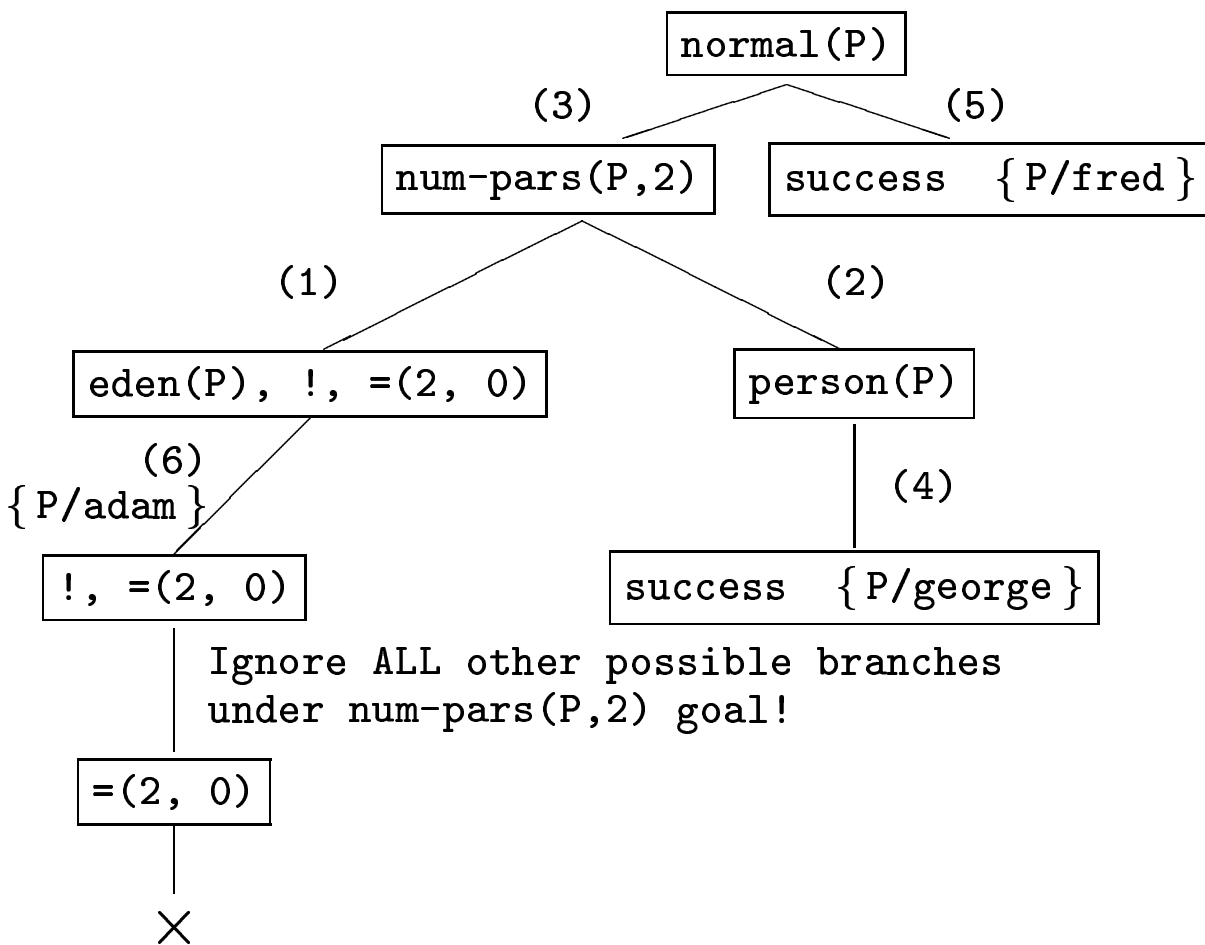 normal(P)
(3) (5)
num-pars(P,2) success { P/fred }
(1) (2)
eden(P), !, =(2, 0) person(P)
(6)
{ P/adam } (4)
!, =(2, 0) success { P/george }
Ignore ALL other possible branches
under num-pars(P,2) goal!
=(2, 0)